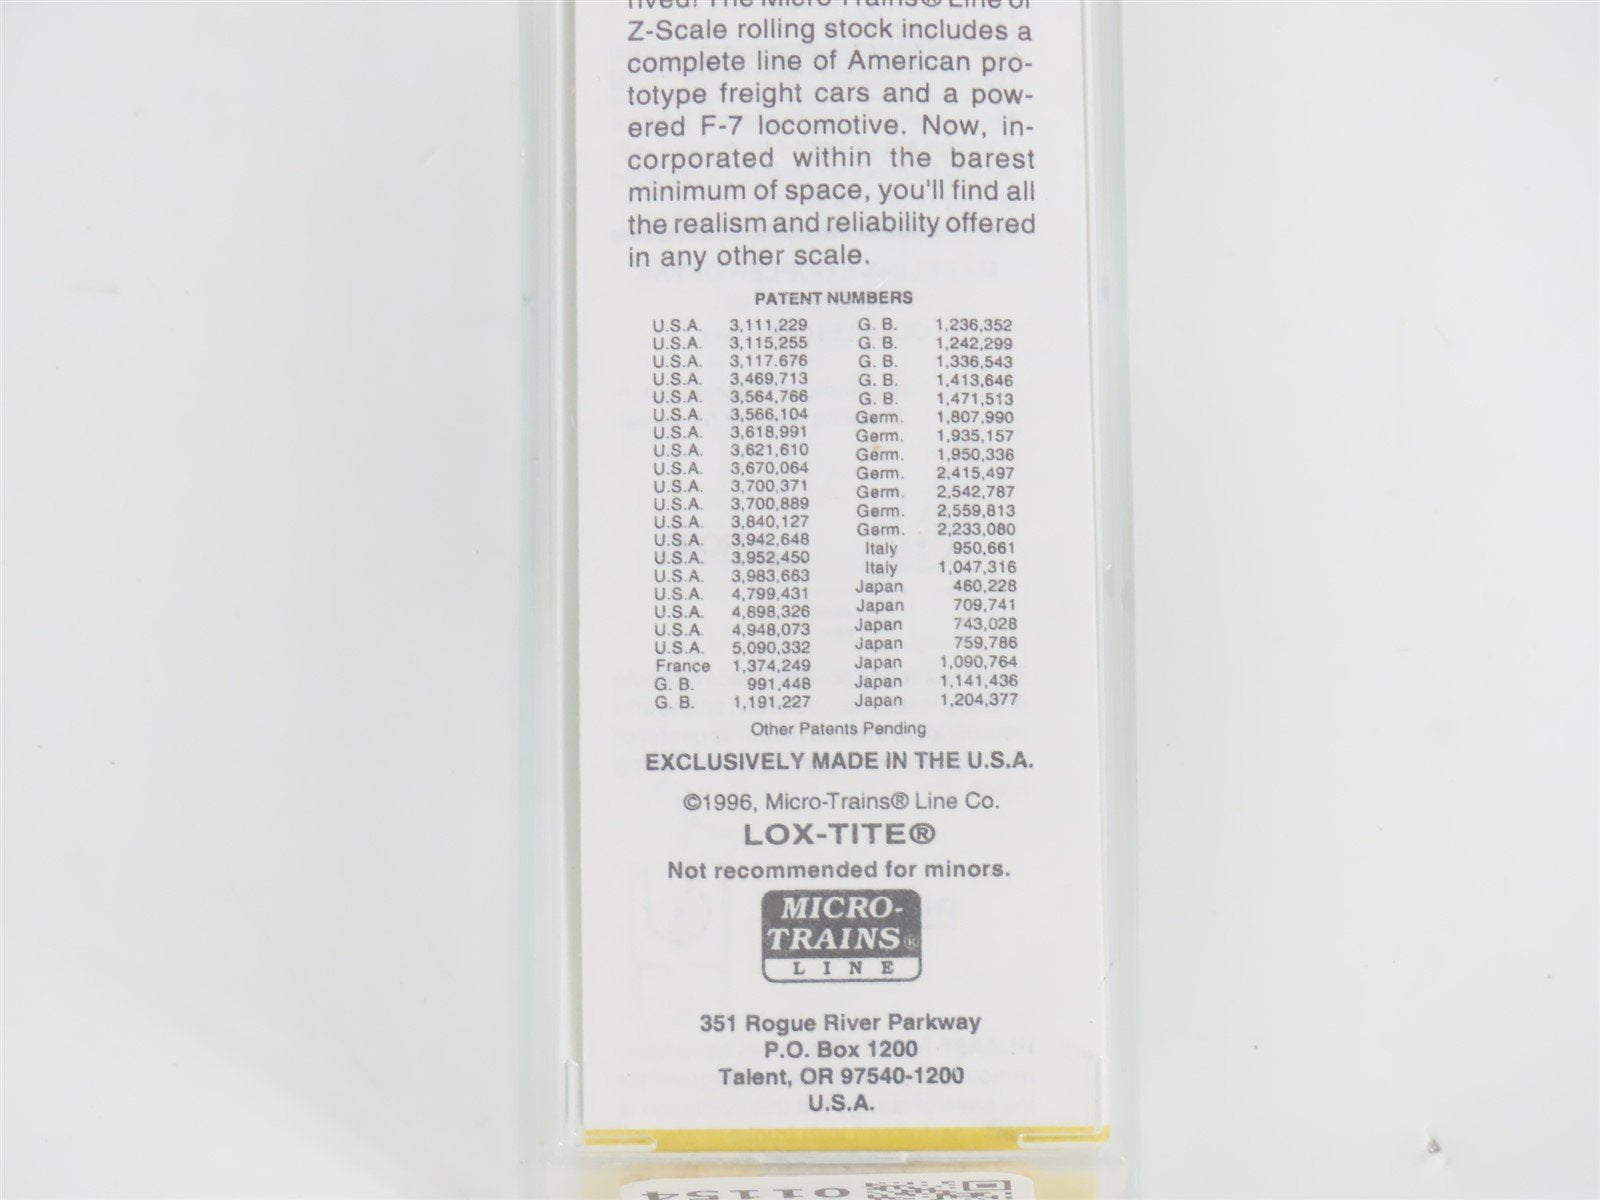 rived! The Micro-Trains® Line of
Z-Scale rolling stock includes a
complete line of American pro-
totype freight cars and a pow-
ered F-7 locomotive. Now, in-
corporated within the barest
minimum of space, you'll find all
the realism and reliability offered
in any other scale.
PATENT NUMBERS
U.S.A. 3,111,229 G. B. 1,236,352
U.S.A. 3,115,255 G. B. 1,242,299
U.S.A. 3,117.676 G. B. 1,336,543
U.S.A. 3,469,713 G. B. 1,413,646
U.S.A. 3,564,766 G. B. 1,471,513
U.S.A. 3,566,104 Germ. 1,807,990
U.S.A. 3,618,991 Germ. 1,935,157
U.S.A. 3,621,610 Germ. 1,950,336
U.S.A. 3,670,064 Germ. 2,415,497
U.S.A. 3,700,371 Germ. 2,542,787
U.S.A. 3,700,889 Germ. 2,559,813
U.S.A. 3,840,127 Germ. 2,233,080
U.S.A. 3,942,648 Italy 950,661
U.S.A. 3,952,450 Italy 1,047,316
U.S.A. 3,983,663 Japan 460,228
U.S.A. 4,799,431 Japan 709,741
U.S.A. 4,898,326 Japan 743,028
U.S.A. 4,948,073 Japan 759,786
U.S.A. 5,090,332 Japan 1,090,764
France 1,374,249 Japan 1,141,436
G. B. 991,448 Japan 1,204,377
G. B. 1,191,227
Other Patents Pending
EXCLUSIVELY MADE IN THE U.S.A.
©1996, Micro-Trains® Line Co.
LOX-TITE®
Not recommended for minors.
MICRO-
TRAINS®
LINE
351 Rogue River Parkway
P.O. Box 1200
Talent, OR 97540-1200
U.S.A.
01154